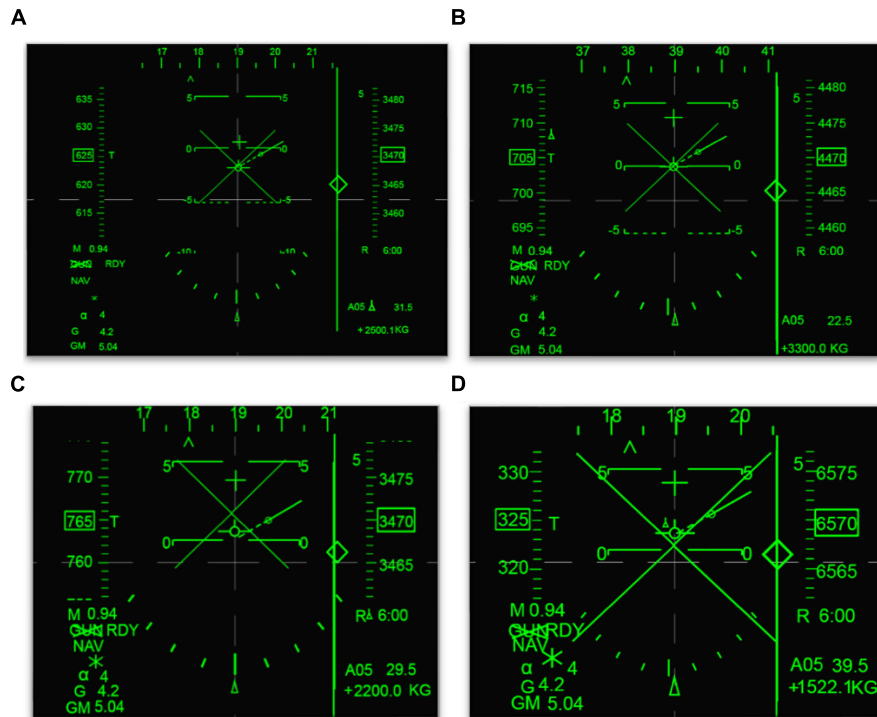 A
17 18 19 20 21
635 5 5 5 3480
630 3475
625 T 0 0 3470
620 3465
615 -5 -5 3460
M 0.94 -10 -10 R 6:00
GUN RDY
NAV
*
α 4 A05 31.5
G 4.2 +2500.1KG
GM 5.04
B
37 38 39 40 41
715 5 5 5 4480
710 4475
705 T 0 0 4470
700 4465
695 -5 -5 4460
M 0.94 R 6:00
GUN RDY
NAV
*
α 4 A05 22.5
G 4.2 +3300.0 KG
GM 5.04
C
17 18 19 20 21
770 5 5 5 3475
765 T 3470
760 0 0 3465
M 0.94 R 6:00
GUN RDY
NAV
*
α 4 A05 29.5
G 4.2 +2200.0 KG
GM 5.04
D
18 19 20
330 5 5 5 6575
325 T 6570
320 0 0 6565
M 0.94 R 6:00
GUN RDY
NAV
* 4 A05 39.5
α
G 4.2 +1522.1KG
GM 5.04